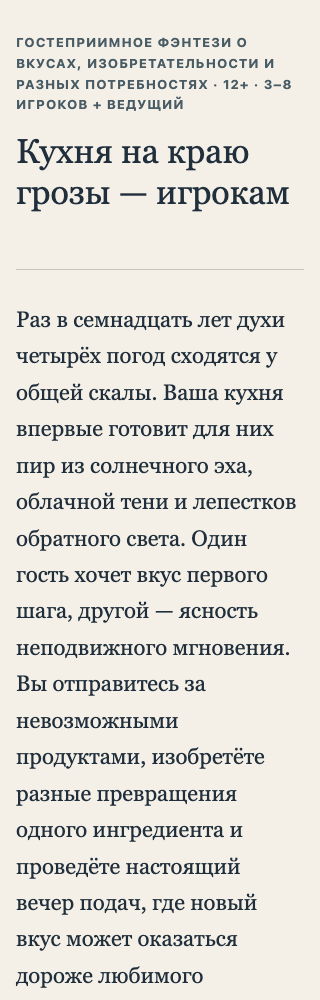 ГОСТЕПРИИМНОЕ ФЭНТЕЗИ О
ВКУСАХ, ИЗОБРЕТАТЕЛЬНОСТИ И
РАЗНЫХ ПОТРЕБНОСТЯХ · 12+ · 3–8
ИГРОКОВ + ВЕДУЩИЙ
Кухня на краю
грозы — игрокам
Раз в семнадцать лет духи
четырёх погод сходятся у
общей скалы. Ваша кухня
впервые готовит для них
пир из солнечного эха,
облачной тени и лепестков
обратного света. Один
гость хочет вкус первого
шага, другой — ясность
неподвижного мгновения.
Вы отправитесь за
невозможными
продуктами, изобретёте
разные превращения
одного ингредиента и
проведёте настоящий
вечер подач, где новый
вкус может оказаться
дороже любимого